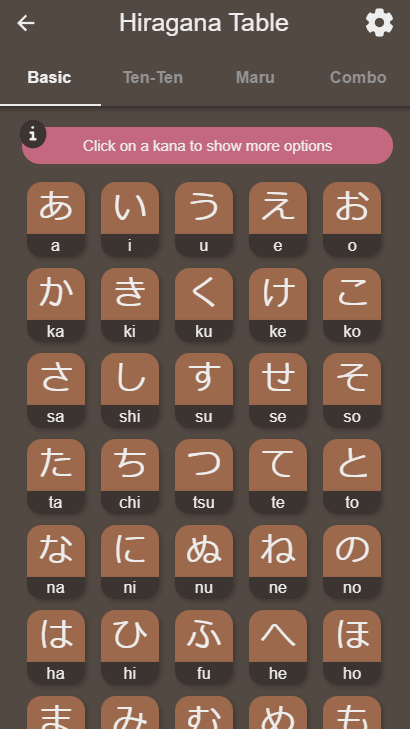 Hiragana Table
Basic Ten-Ten Maru Combo
i
Click on a kana to show more options
あ い う え お
a i u e o
か き く け こ
ka ki ku ke ko
さ し す せ そ
sa shi su se so
た ち つ て と
ta chi tsu te to
な に ぬ ね の
na ni nu ne no
は ひ ふ へ ほ
ha hi fu he ho
ま み む め も